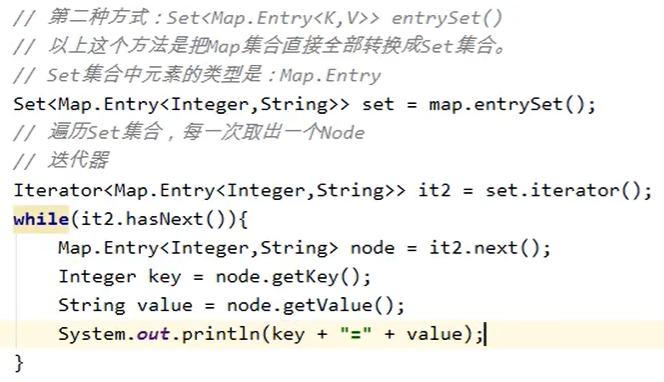 // 第二种方式：Set<Map.Entry<K,V>> entrySet()
// 以上这个方法是把Map集合直接全部转换成Set集合。
// Set集合中元素的类型是：Map.Entry
Set<Map.Entry<Integer,String>> set = map.entrySet();
// 遍历Set集合，每一次取出一个Node
// 迭代器
Iterator<Map.Entry<Integer,String>> it2 = set.iterator();
while(it2.hasNext()){
    Map.Entry<Integer,String> node = it2.next();
    Integer key = node.getKey();
    String value = node.getValue();
    System.out.println(key + "=" + value);
}